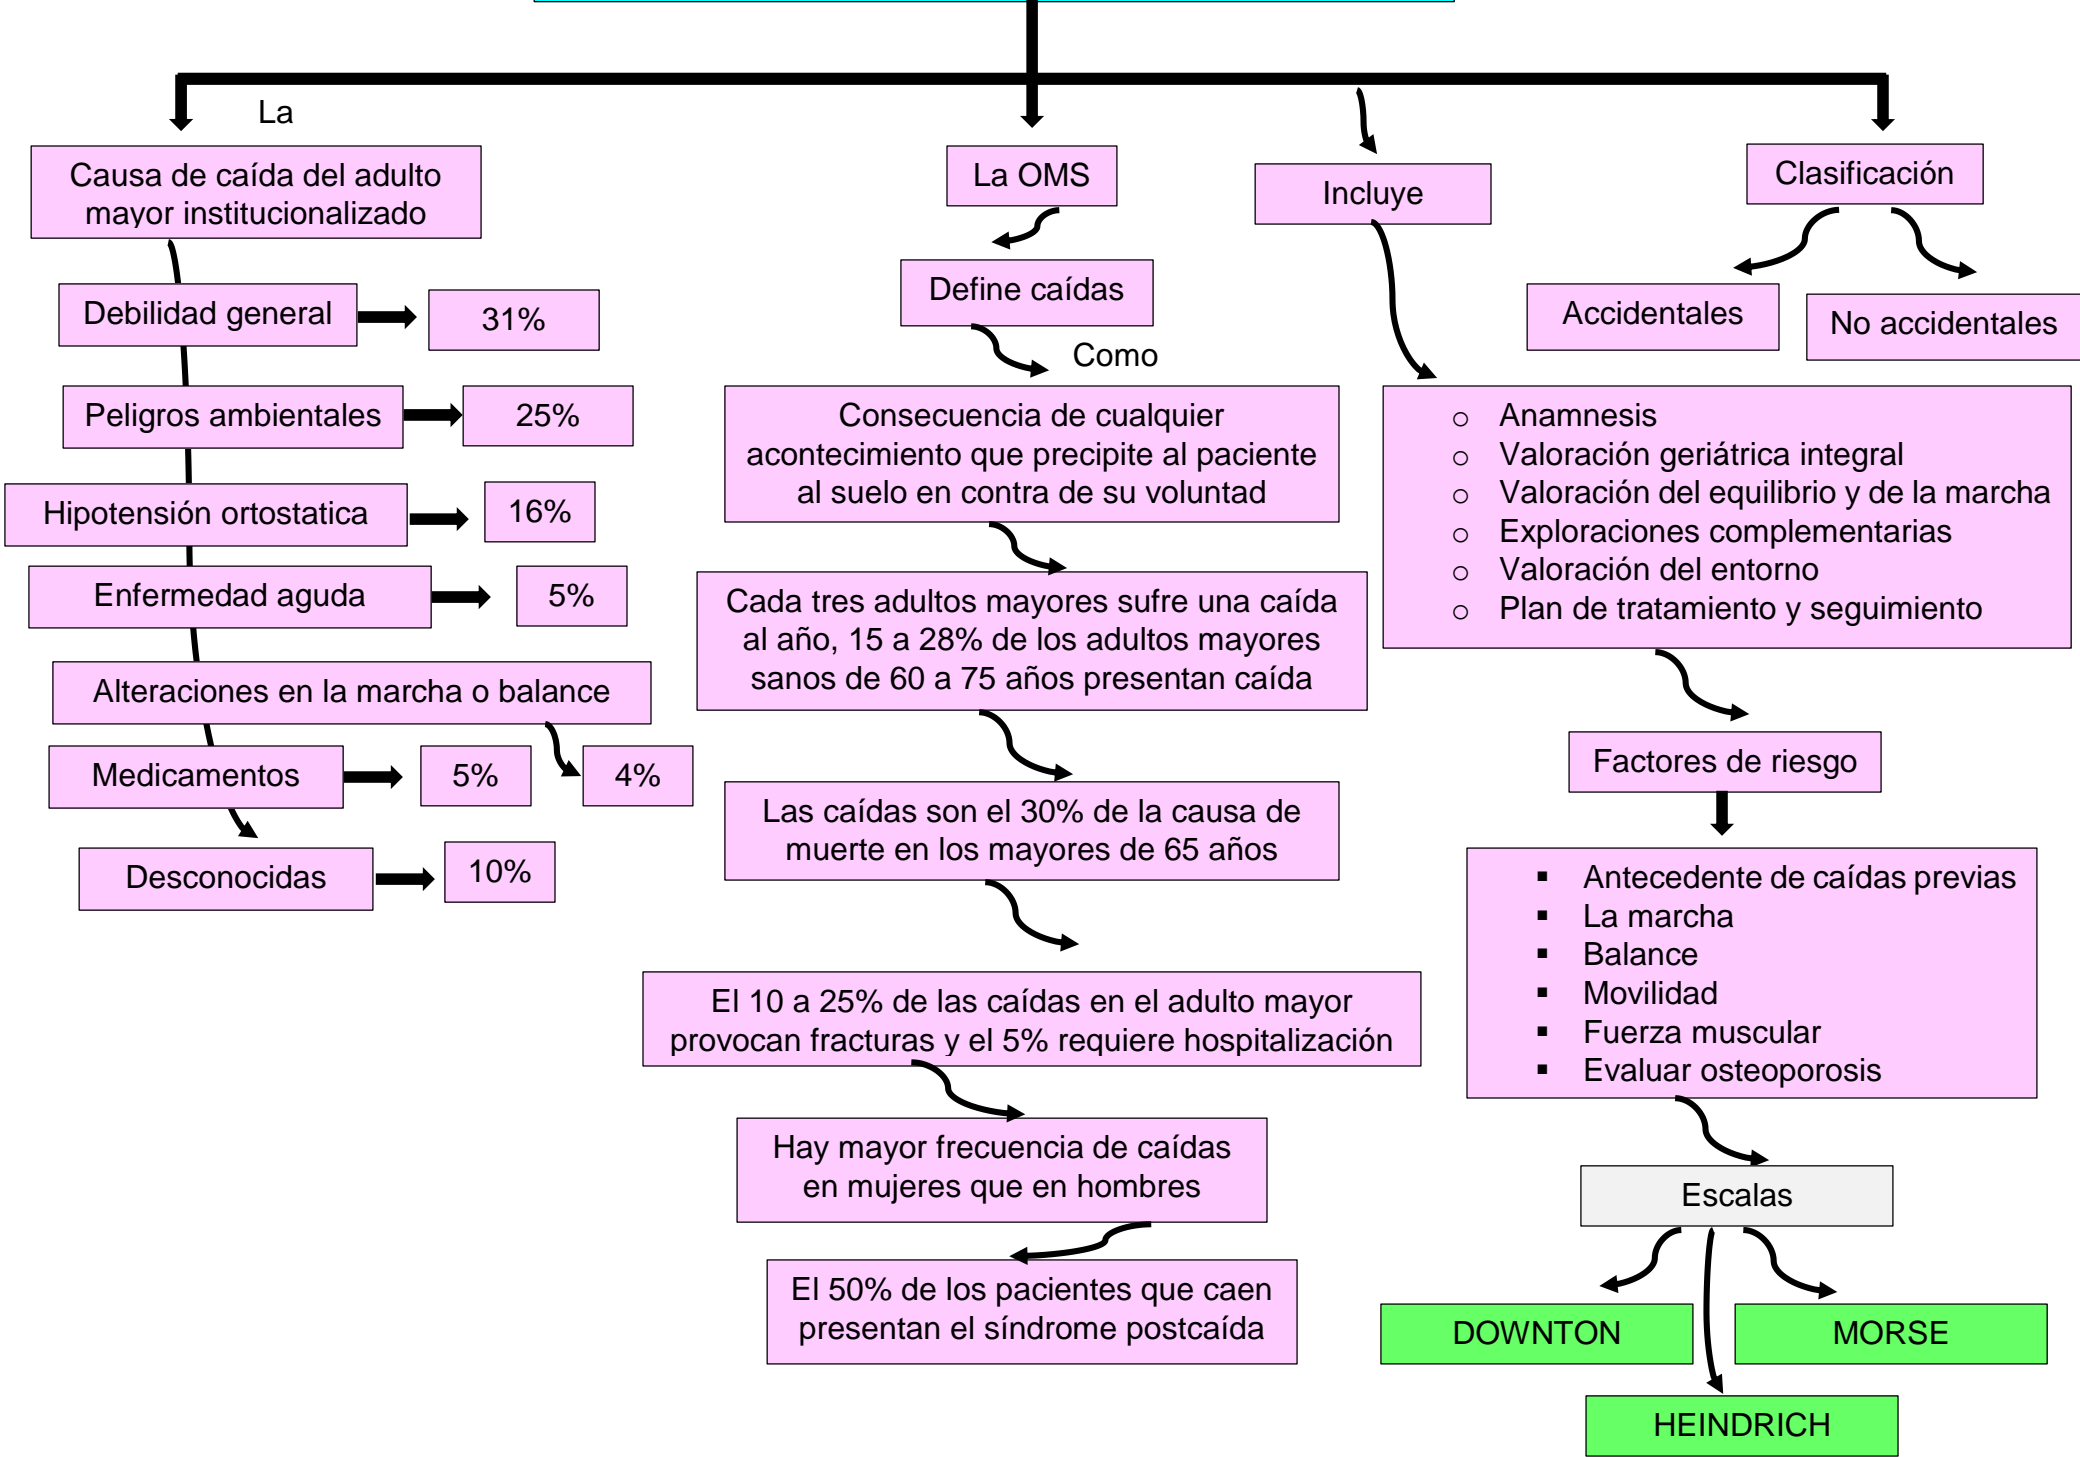 La
Causa de caída del adulto
mayor institucionalizado
Debilidad general
31%
Peligros ambientales
25%
Hipotensión ortostatica
16%
Enfermedad aguda
5%
Alteraciones en la marcha o balance
4%
Medicamentos
5%
Desconocidas
10%
La OMS
Define caídas
Como
Consecuencia de cualquier
acontecimiento que precipite al paciente
al suelo en contra de su voluntad
Cada tres adultos mayores sufre una caída
al año, 15 a 28% de los adultos mayores
sanos de 60 a 75 años presentan caída
Las caídas son el 30% de la causa de
muerte en los mayores de 65 años
El 10 a 25% de las caídas en el adulto mayor
provocan fracturas y el 5% requiere hospitalización
Hay mayor frecuencia de caídas
en mujeres que en hombres
El 50% de los pacientes que caen
presentan el síndrome postcaída
Incluye
o Anamnesis
o Valoración geriátrica integral
o Valoración del equilibrio y de la marcha
o Exploraciones complementarias
o Valoración del entorno
o Plan de tratamiento y seguimiento
Factores de riesgo
▪ Antecedente de caídas previas
▪ La marcha
▪ Balance
▪ Movilidad
▪ Fuerza muscular
▪ Evaluar osteoporosis
Escalas
DOWNTON
MORSE
HEINDRICH
Clasificación
Accidentales
No accidentales